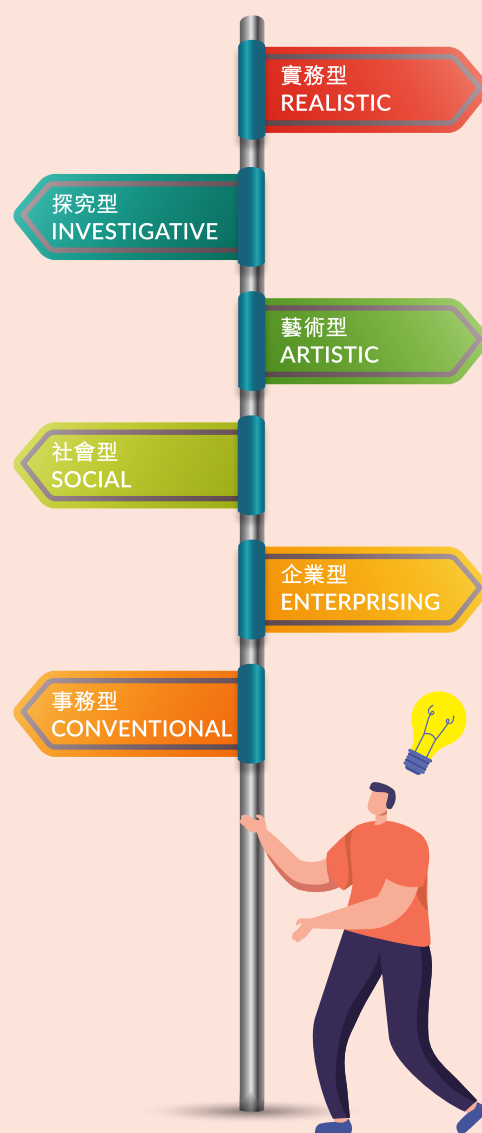 實務型
REALISTIC
探究型
INVESTIGATIVE
藝術型
ARTISTIC
社會型
SOCIAL
企業型
ENTERPRISING
事務型
CONVENTIONAL